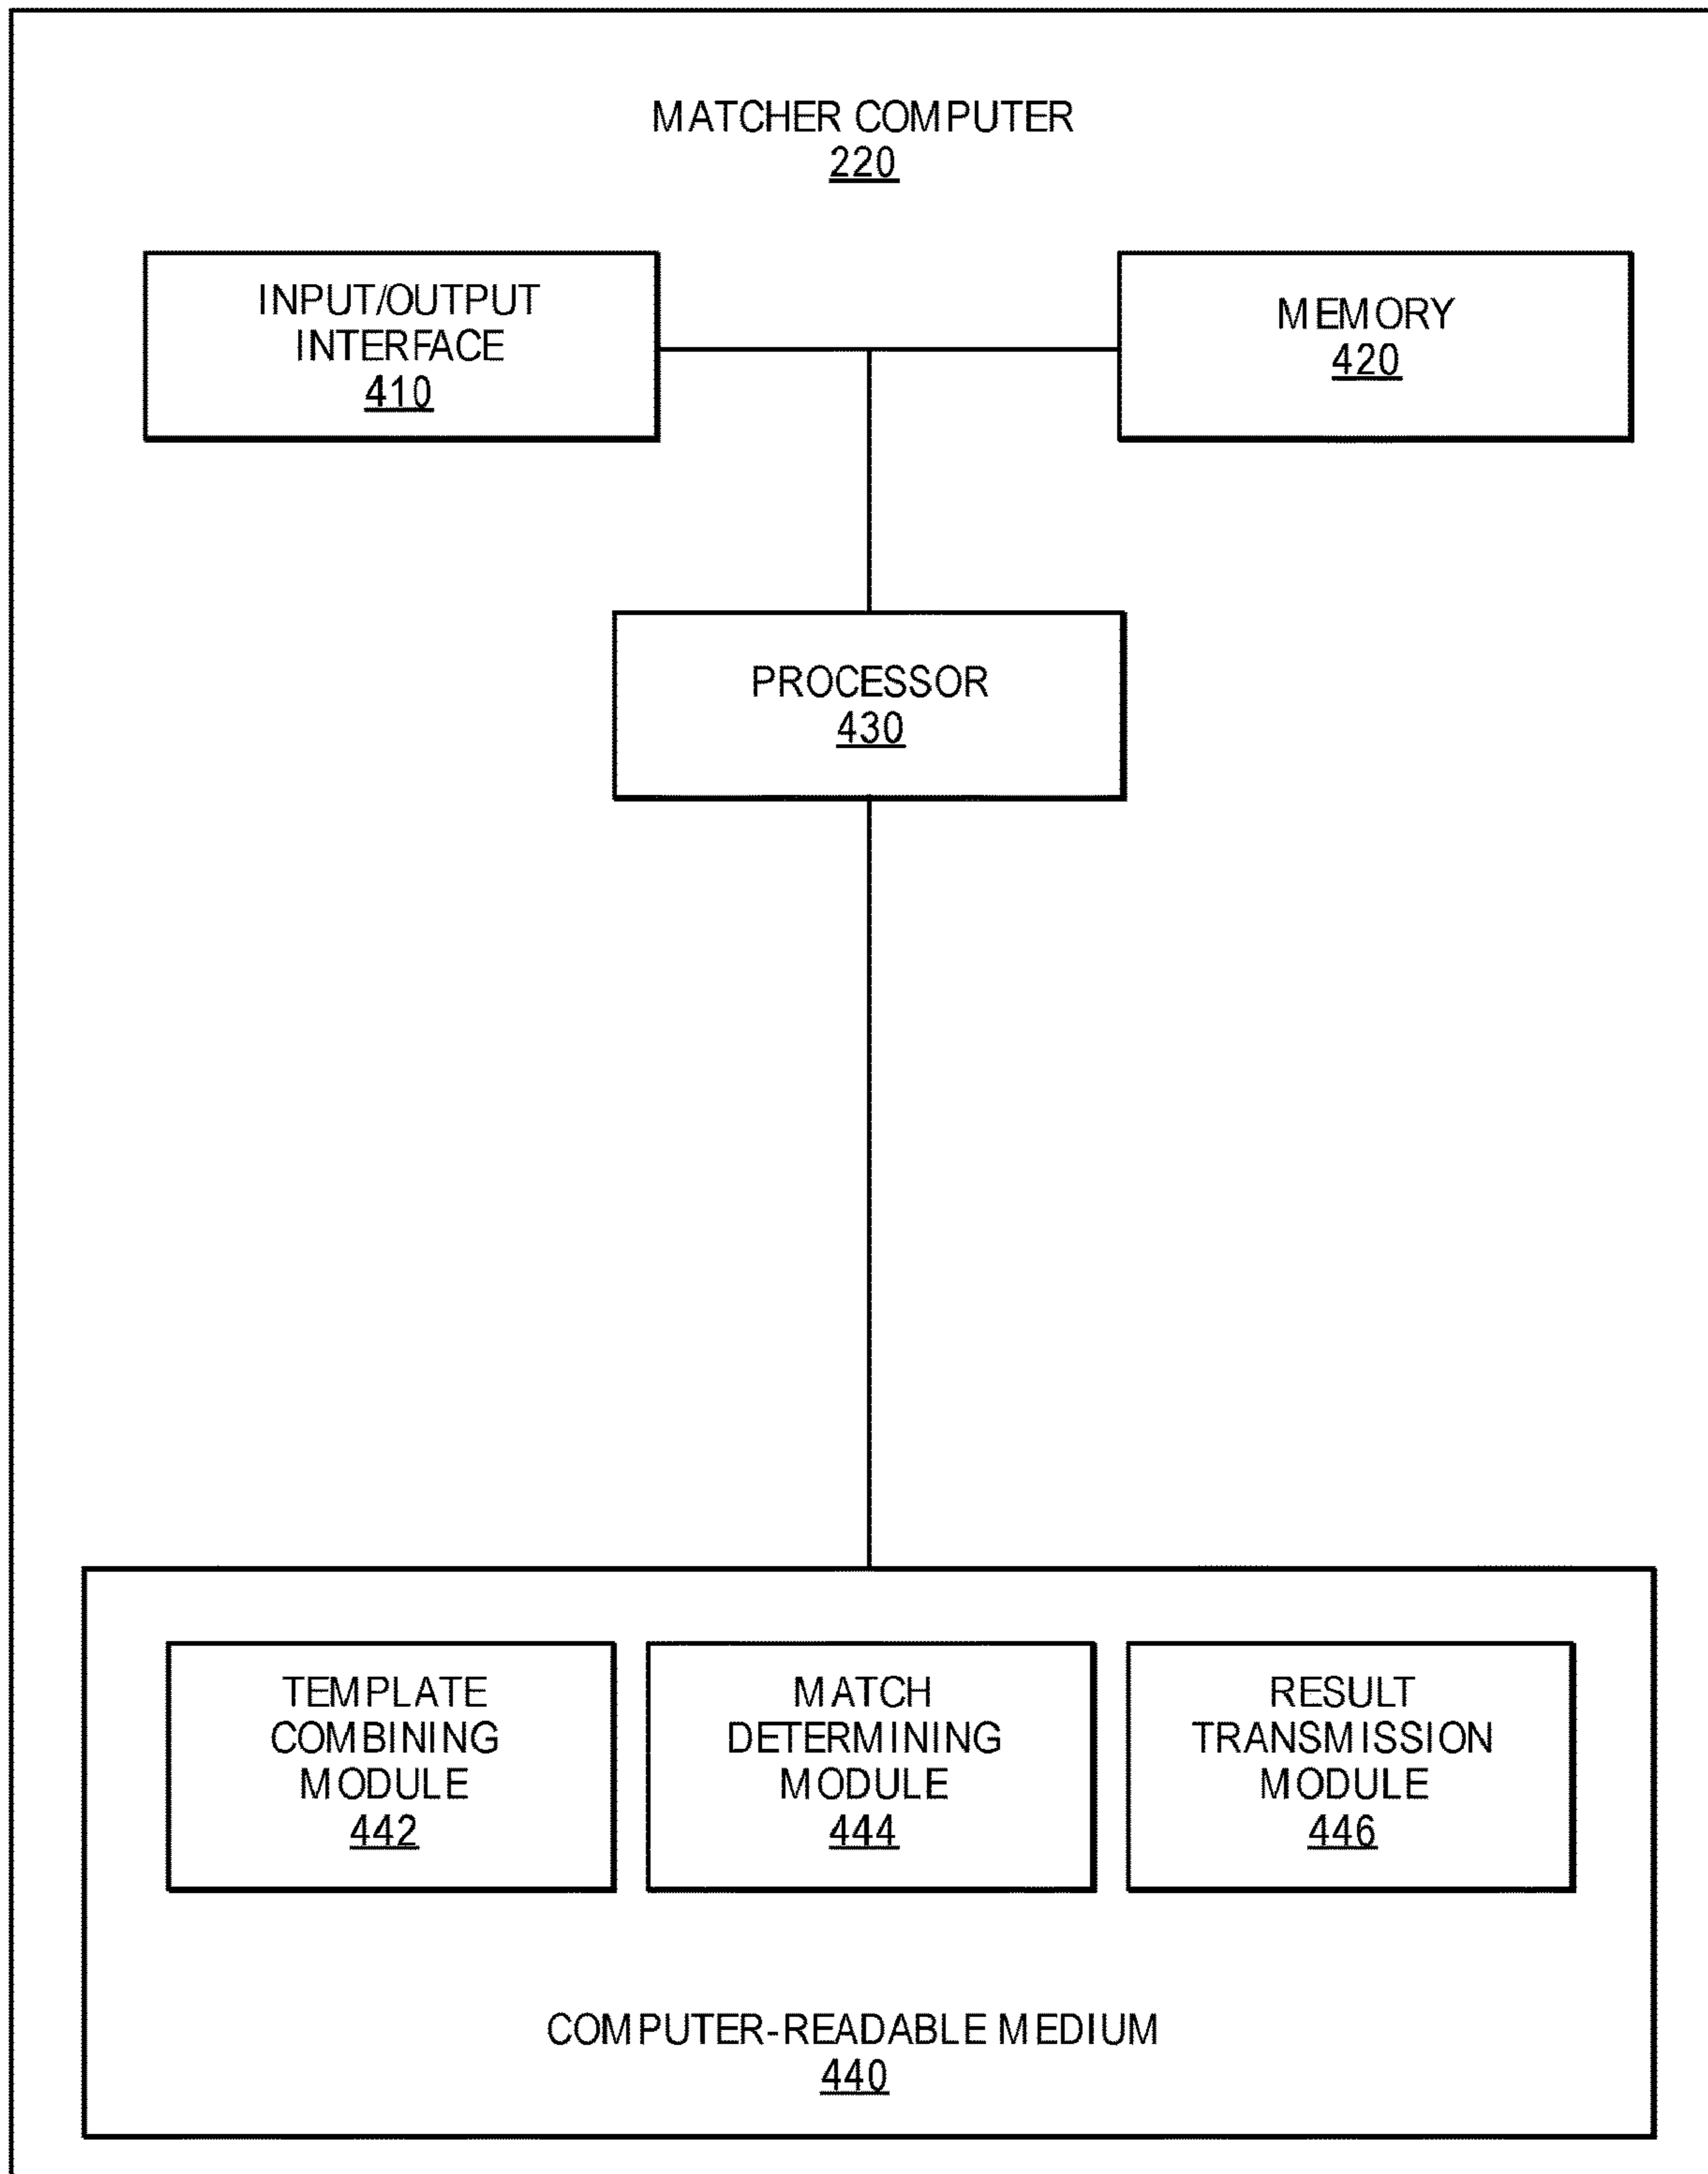 MATCHER COMPUTER
220
INPUT/OUTPUT
INTERFACE
410
MEMORY
420
PROCESSOR
430
TEMPLATE
COMBINING
MODULE
442
MATCH
DETERMINING
MODULE
444
RESULT
TRANSMISSION
MODULE
446
COMPUTER-READABLE MEDIUM
440